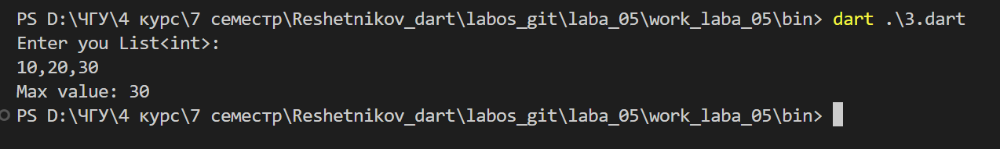 PS D:\ЧГУ\4 курс\7 семестр\Reshetnikov_dart\labos_git\laba_05\work_laba_05\bin> dart .\3.dart
Enter you List<int>:
10,20,30
Max value: 30
PS D:\ЧГУ\4 курс\7 семестр\Reshetnikov_dart\labos_git\laba_05\work_laba_05\bin>